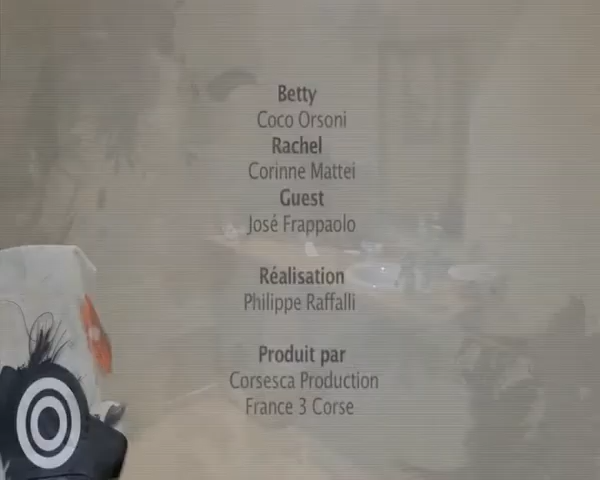 Betty
Coco Orsoni
Rachel
Corinne Mattei
Guest
José Frappaolo
Réalisation
Philippe Raffalli
Produit par
Corsesca Production
France 3 Corse